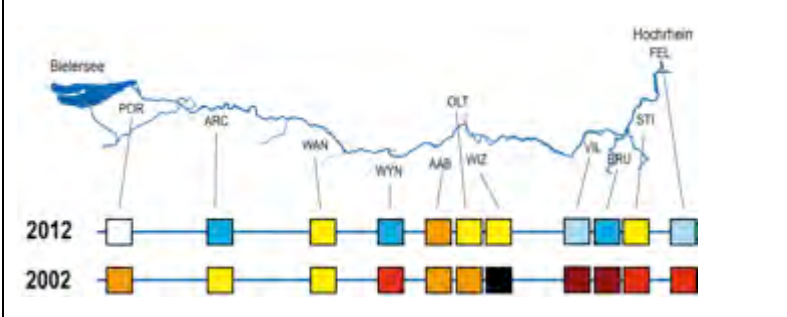 Hochrhein
FEL
Bielersee
POR
ARC
OLT
STI
WAN
VIL
BRU
WYN
AAB
WIZ
2012
2002